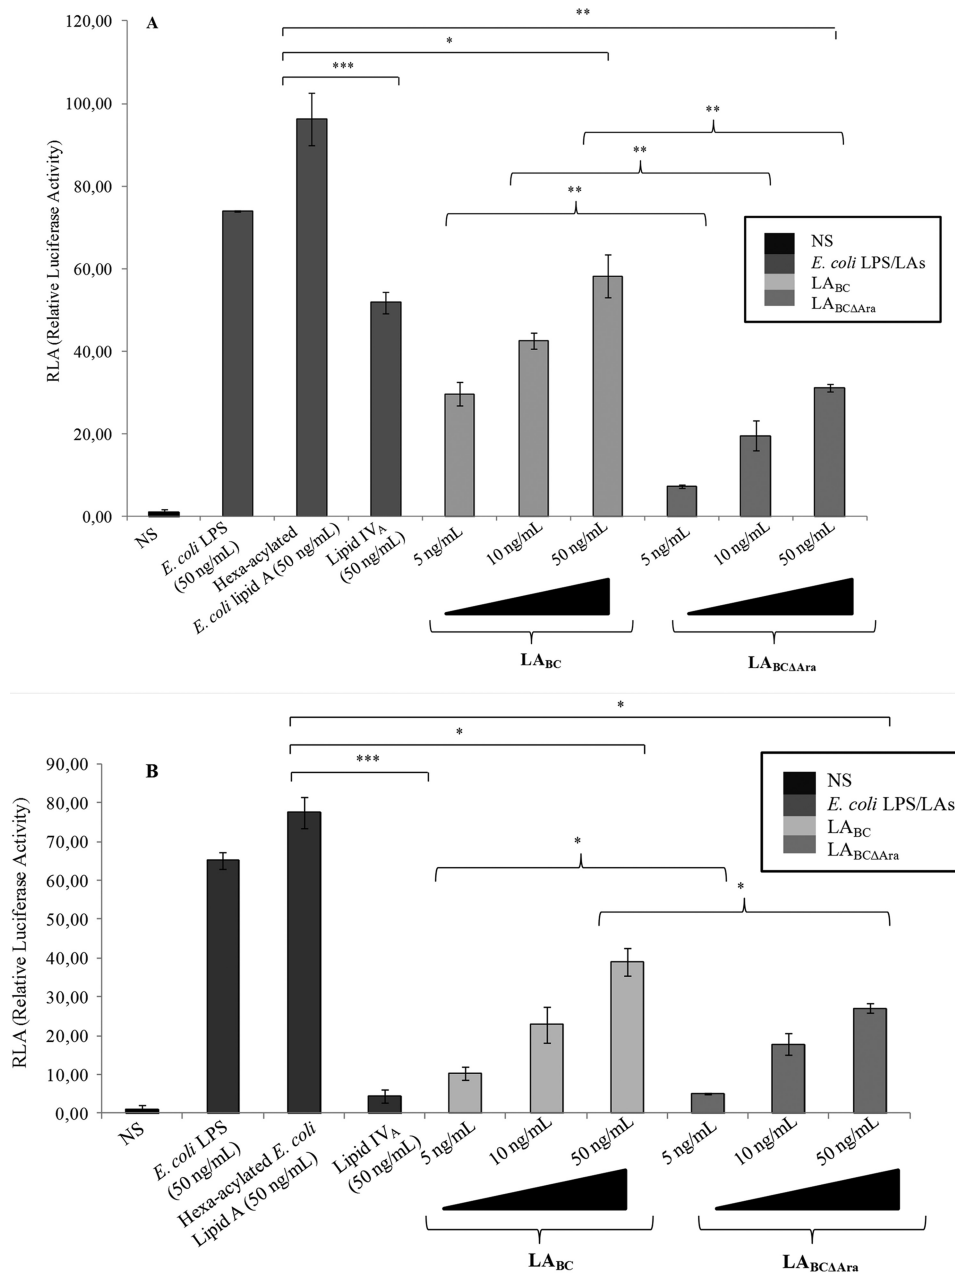 A
**
*
***
**
**
**
120,00
100,00
80,00
60,00
40,00
20,00
0,00
RLA (Relative Luciferase Activity)
NS
E. coli LPS/LAs
LABC
LABCΔAra
NS
E. coli LPS
(50 ng/mL)
Hexa-acylated
E. coli lipid A (50 ng/mL)
Lipid IVA
(50 ng/mL)
5 ng/mL
10 ng/mL
50 ng/mL
5 ng/mL
10 ng/mL
50 ng/mL
LABC
LABCΔAra
B
*
*
***
*
*
90,00
80,00
70,00
60,00
50,00
40,00
30,00
20,00
10,00
0,00
RLA (Relative Luciferase Activity)
NS
E. coli LPS/LAs
LABC
LABCΔAra
NS
E. coli LPS
(50 ng/mL)
Hexa-acylated E. coli
Lipid A (50 ng/mL)
Lipid IVA
(50 ng/mL)
5 ng/mL
10 ng/mL
50 ng/mL
5 ng/mL
10 ng/mL
50 ng/mL
LABC
LABCΔAra